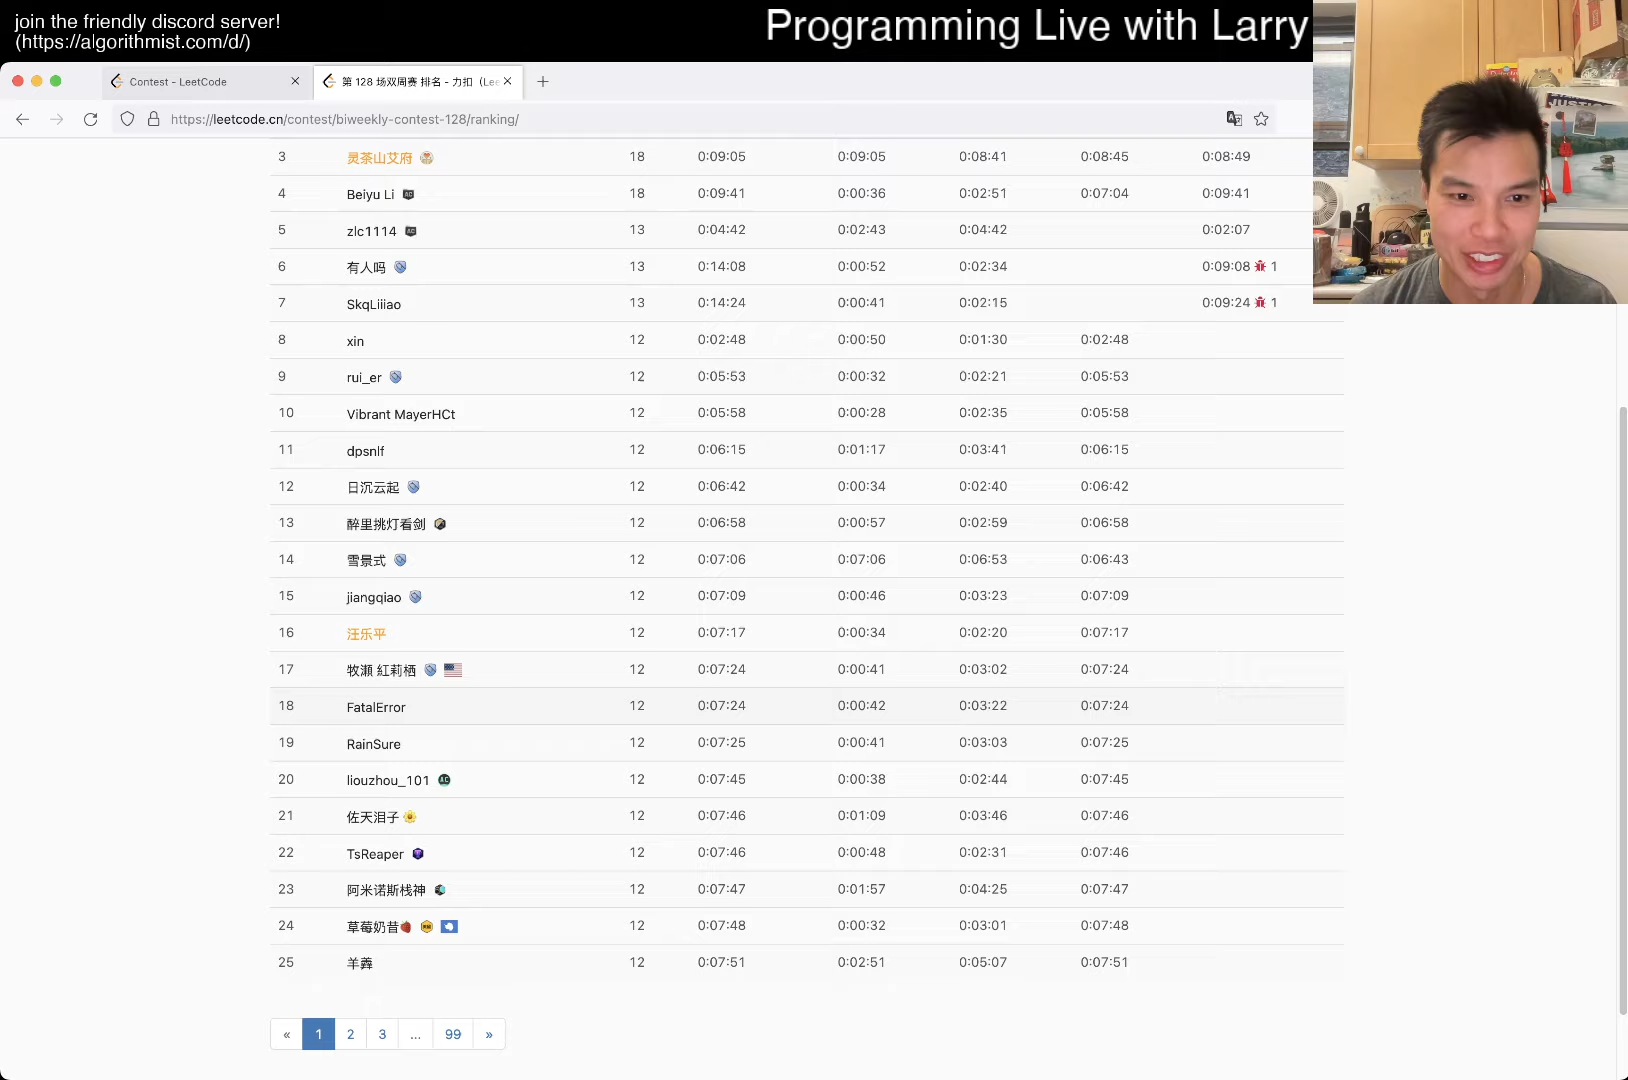 join the friendly discord server!
(https://algorithmist.com/d/)
Programming Live with Larry
Contest - LeetCode
第 128 场双周赛 排名 - 力扣（Lee
https://leetcode.cn/contest/biweekly-contest-128/ranking/
3 灵茶山艾府 18 0:09:05 0:09:05 0:08:41 0:08:45 0:08:49
4 Beiyu Li 18 0:09:41 0:00:36 0:02:51 0:07:04 0:09:41
5 zlc1114 13 0:04:42 0:02:43 0:04:42 0:02:07
6 有人吗 13 0:14:08 0:00:52 0:02:34 0:09:08 1
7 SkqLiiiao 13 0:14:24 0:00:41 0:02:15 0:09:24 1
8 xin 12 0:02:48 0:00:50 0:01:30 0:02:48
9 rui_er 12 0:05:53 0:00:32 0:02:21 0:05:53
10 Vibrant MayerHCt 12 0:05:58 0:00:28 0:02:35 0:05:58
11 dpsnlf 12 0:06:15 0:01:17 0:03:41 0:06:15
12 日沉云起 12 0:06:42 0:00:34 0:02:40 0:06:42
13 醉里挑灯看剑 12 0:06:58 0:00:57 0:02:59 0:06:58
14 雪景式 12 0:07:06 0:07:06 0:06:53 0:06:43
15 jiangqiao 12 0:07:09 0:00:46 0:03:23 0:07:09
16 汪乐平 12 0:07:17 0:00:34 0:02:20 0:07:17
17 牧瀬 紅莉栖 12 0:07:24 0:00:41 0:03:02 0:07:24
18 FatalError 12 0:07:24 0:00:42 0:03:22 0:07:24
19 RainSure 12 0:07:25 0:00:41 0:03:03 0:07:25
20 liouzhou_101 12 0:07:45 0:00:38 0:02:44 0:07:45
21 佐天泪子 12 0:07:46 0:01:09 0:03:46 0:07:46
22 TsReaper 12 0:07:46 0:00:48 0:02:31 0:07:46
23 阿米诺斯栈神 12 0:07:47 0:01:57 0:04:25 0:07:47
24 草莓奶昔 12 0:07:48 0:00:32 0:03:01 0:07:48
25 12 0:07:51 0:02:51 0:05:07 0:07:51
« 1 2 3 ... 99 »